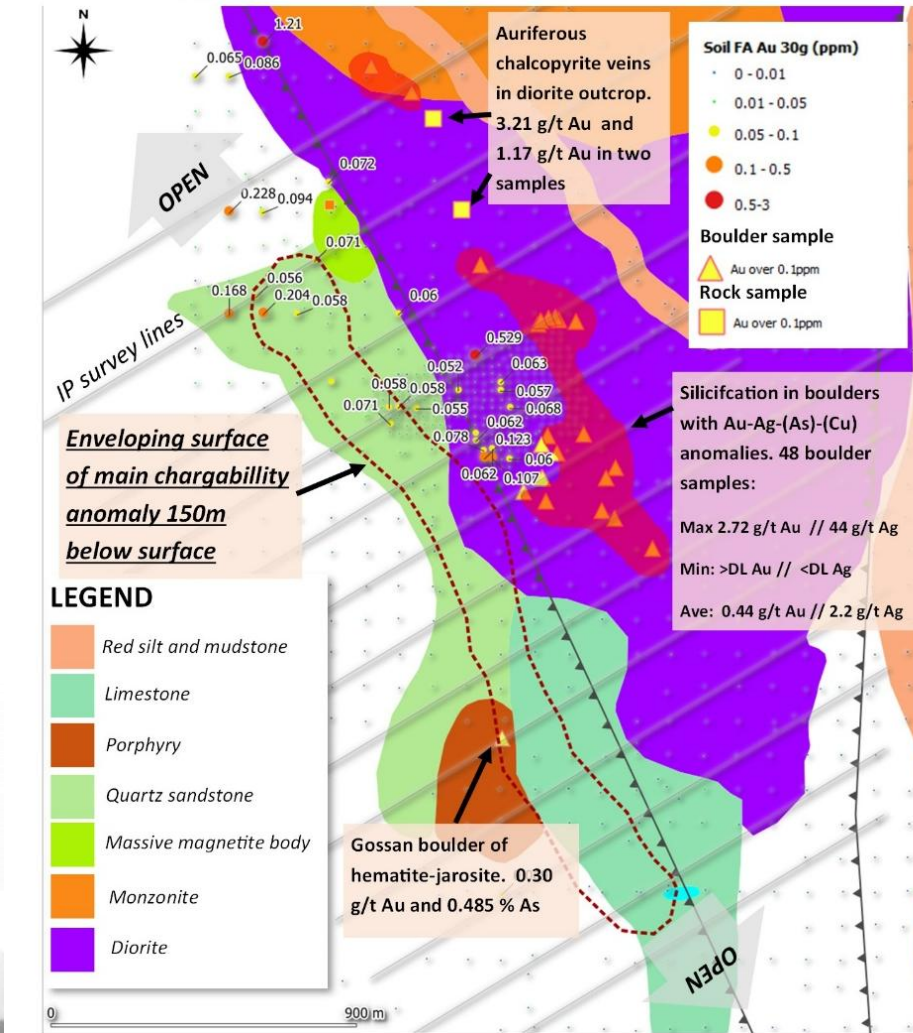 N
1.21
0.065
0.086
OPEN
0.072
0.228
0.094
0.071
0.056
0.168
0.204
0.058
0.06
IP survey lines
0.529
0.052
0.063
0.058
0.058
0.057
0.071
0.055
0.068
0.062
0.078
0.123
0.06
0.062
0.107
Auriferous
chalcopyrite veins
in diorite outcrop.
3.21 g/t Au and
1.17 g/t Au in two
samples
Soil FA Au 30g (ppm)
0 - 0.01
0.01 - 0.05
0.05 - 0.1
0.1 - 0.5
0.5-3
Boulder sample
Au over 0.1ppm
Rock sample
Au over 0.1ppm
Silicifcation in boulders
with Au-Ag-(As)-(Cu)
anomalies. 48 boulder
samples:
Max 2.72 g/t Au // 44 g/t Ag
Min: >DL Au // <DL Ag
Ave: 0.44 g/t Au // 2.2 g/t Ag
Enveloping surface
of main chargabillity
anomaly 150m
below surface
LEGEND
Red silt and mudstone
Limestone
Porphyry
Quartz sandstone
Massive magnetite body
Monzonite
Diorite
Gossan boulder of
hematite-jarosite. 0.30
g/t Au and 0.485 % As
OPEN
0
900 m